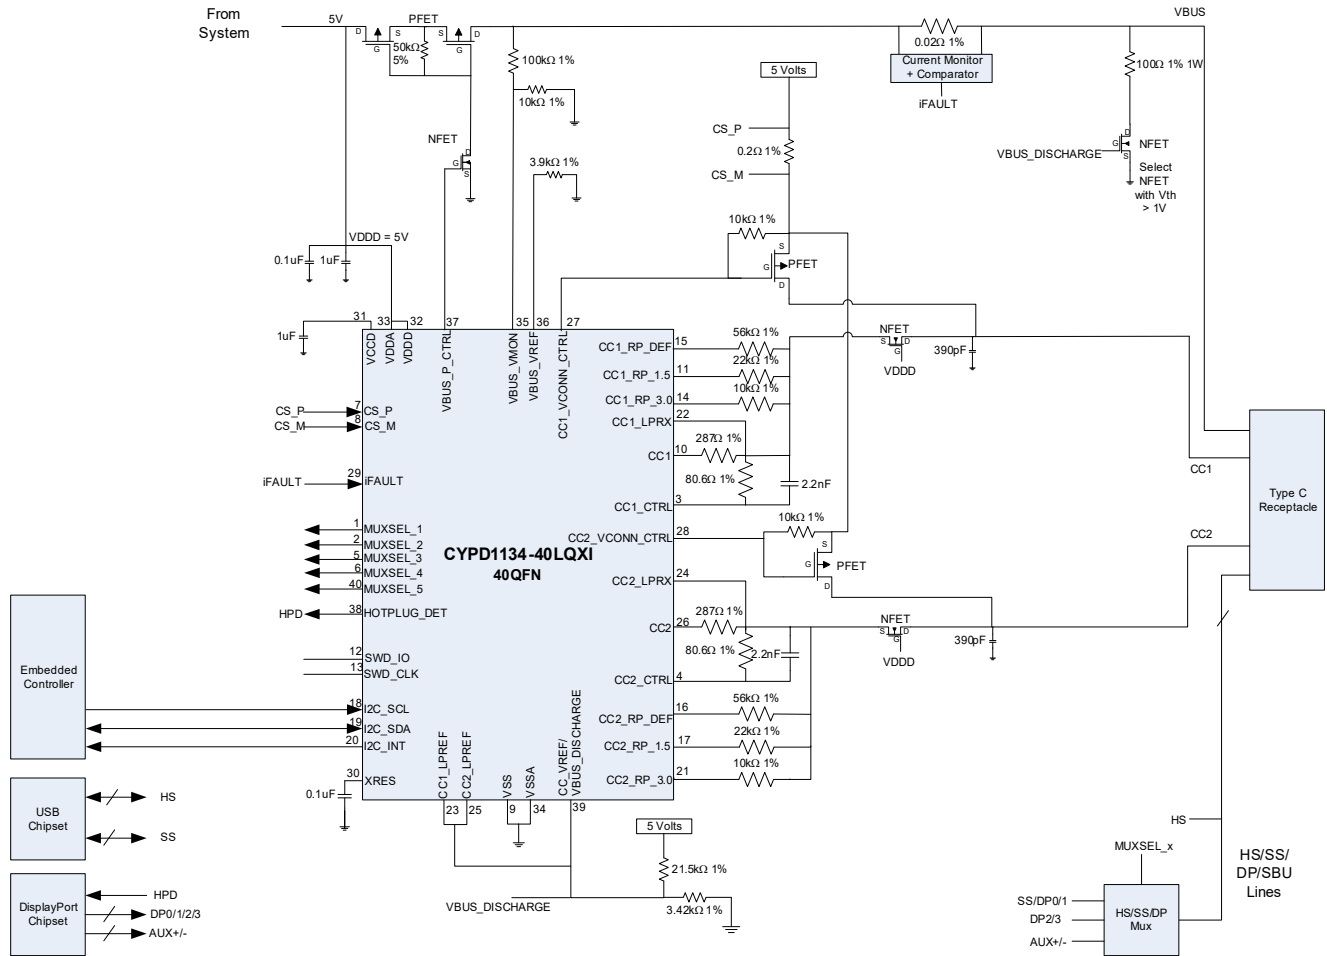 From
System
5V
PFET
D
S
G
S
D
G
50kΩ
5%
100kΩ 1%
10kΩ 1%
NFET
D
G
S
3.9kΩ 1%
5 Volts
CS_P
0.2Ω 1%
CS_M
0.02Ω 1%
Current Monitor
+ Comparator
iFAULT
VBUS
100Ω 1% 1W
VBUS_DISCHARGE
D
G
S
NFET
Select
NFET
with Vth
> 1V
VDDD = 5V
0.1uF
1uF
10kΩ 1%
S
G
D
PFET
1uF
31
33
32
37
35
36
27
VCCD
VDDA
VDDD
VBUS_P_CTRL
VBUS_VMON
VBUS_VREF
CC1_VCONN_CTRL
CC1_RP_DEF
15
56kΩ 1%
CC1_RP_1.5
11
22kΩ 1%
CC1_RP_3.0
14
10kΩ 1%
CC1_LPRX
22
CC1
10
287Ω 1%
80.6Ω 1%
2.2nF
CC1_CTRL
3
NFET
S
D
G
VDDD
390pF
CS_P
7
CS_P
CS_M
8
CS_M
iFAULT
29
iFAULT
1
MUXSEL_1
2
MUXSEL_2
5
MUXSEL_3
6
MUXSEL_4
40
MUXSEL_5
HPD
38
HOTPLUG_DET
12
SWD_IO
13
SWD_CLK
18
I2C_SCL
19
I2C_SDA
20
I2C_INT
30
XRES
0.1uF
CYPD1134-40LQXI
40QFN
CC2_VCONN_CTRL
28
10kΩ 1%
S
G
D
PFET
CC2_LPRX
24
CC2
26
287Ω 1%
80.6Ω 1%
2.2nF
CC2_CTRL
4
NFET
S
D
G
VDDD
390pF
CC2_RP_DEF
16
56kΩ 1%
CC2_RP_1.5
17
22kΩ 1%
CC2_RP_3.0
21
10kΩ 1%
CC1
CC2
Type C
Receptacle
Embedded
Controller
USB
Chipset
HS
SS
DisplayPort
Chipset
HPD
DP0/1/2/3
AUX+/-
CC1_LPREF
CC2_LPREF
VSS
VSSA
CC_VREF/
VBUS_DISCHARGE
23
25
9
34
39
5 Volts
21.5kΩ 1%
3.42kΩ 1%
VBUS_DISCHARGE
HS
MUXSEL_x
HS/SS/
DP/SBU
Lines
SS/DP0/1
DP2/3
AUX+/-
HS/SS/DP
Mux